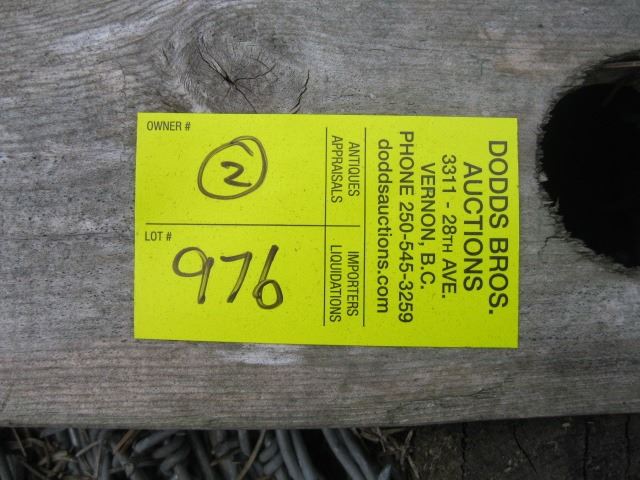 DODDS BROS.
AUCTIONS
3311 - 28TH AVE.
VERNON, B.C.
PHONE 250-545-3259
doddsauctions.com
ANTIQUES
APPRAISALS
IMPORTERS
LIQUIDATIONS
OWNER #
2
LOT #
976